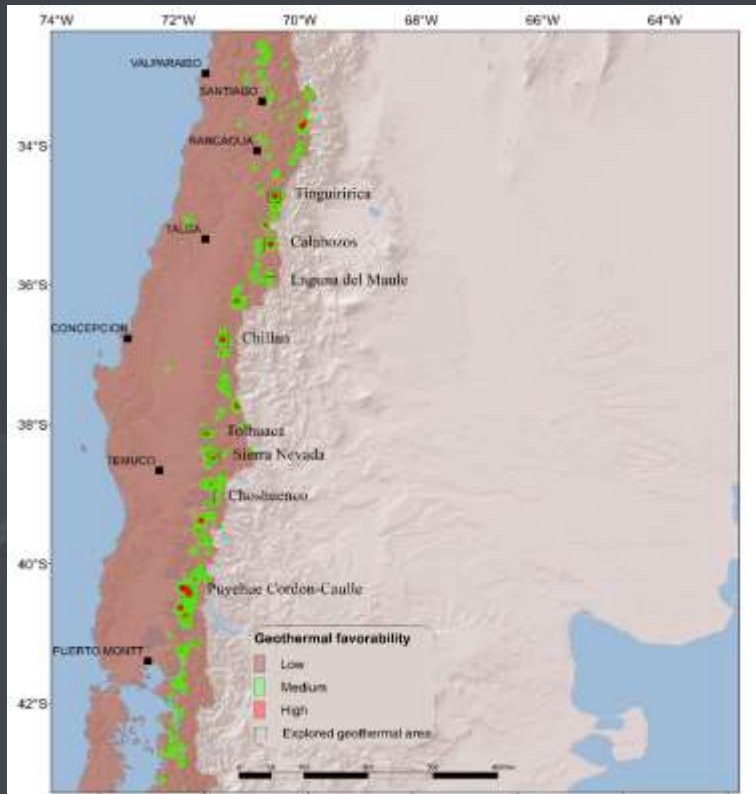 74°W
72°W
70°W
68°W
66°W
64°W
VALPARAISO
SANTIAGO
34°S
RANCAGUA
Tinguiririca
TALCA
Calabozos
36°S
Laguna del Maule
CONCEPCION
Chillan
38°S
Tolhuaca
Sierra Nevada
TEMUCO
Choshuenco
40°S
Puyehue Cordon-Caulle
Geothermal favorability
PUERTO MONTT
Low
Medium
42°S
High
Explored geothermal area